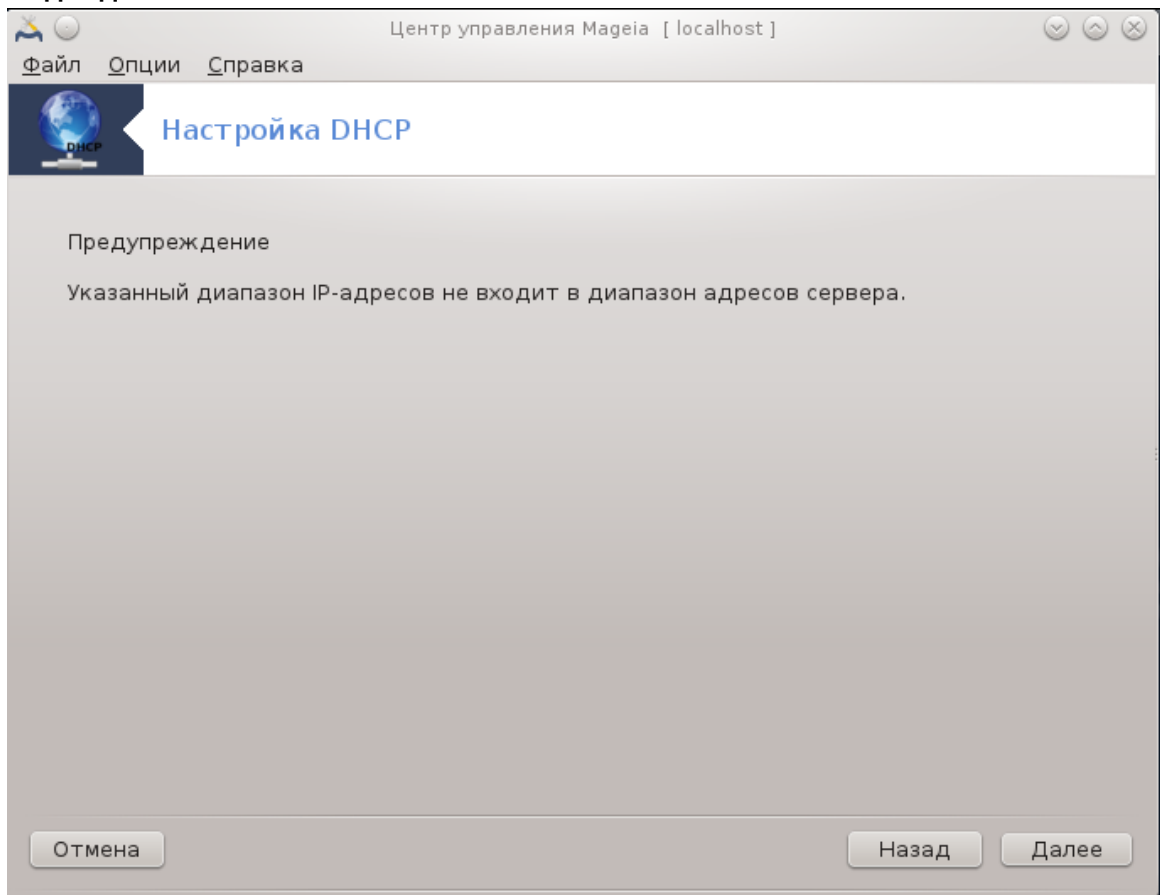 Центр управления Mageia [ localhost ]
Файл Опции Справка
DHCP
Настройка DHCP
Предупреждение
Указанный диапазон IP-адресов не входит в диапазон адресов сервера.
Отмена Назад Далее